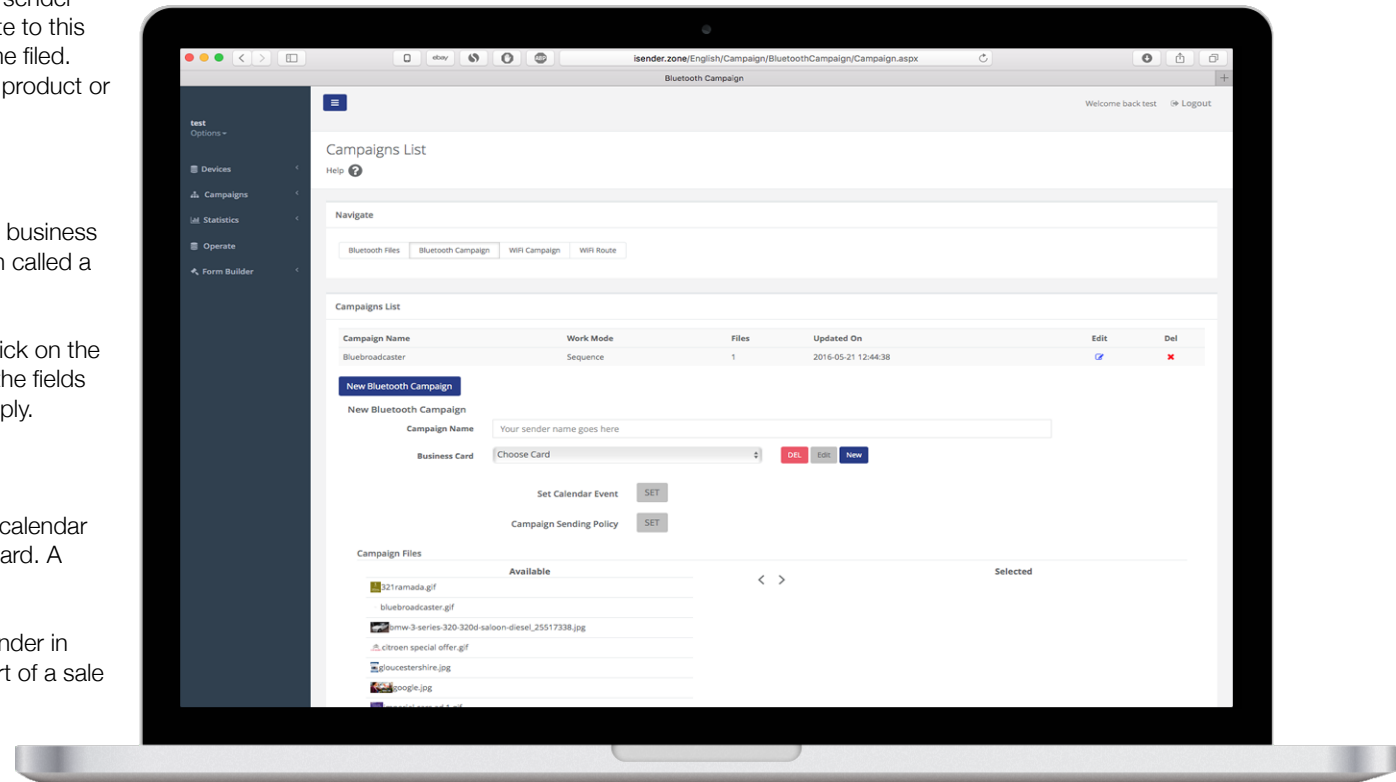 sender
te to this
ne filed.
product or
business
n called a
ick on the
the fields
ply.
calendar
ard. A
nder in
rt of a sale
ebay
isender.zone/English/Campaign/BluetoothCampaign/Campaign.aspx
Bluetooth Campaign
test
Options
Devices
Campaigns
Statistics
Operate
Form Builder
Welcome back test Logout
Campaigns List
Help ?
Navigate
Bluetooth Files Bluetooth Campaign WiFi Campaign WiFi Route
Campaigns List
Campaign Name Work Mode Files Updated On Edit Del
Bluebroadcaster Sequence 1 2016-05-21 12:44:38
New Bluetooth Campaign
New Bluetooth Campaign
Campaign Name Your sender name goes here
Business Card Choose Card DEL Edit New
Set Calendar Event SET
Campaign Sending Policy SET
Campaign Files
Available < > Selected
321ramada.gif
bluebroadcaster.gif
bmw-3-series-320-320d-saloon-diesel_25517338.jpg
citroen special offer.gif
gloucestershire.jpg
google.jpg